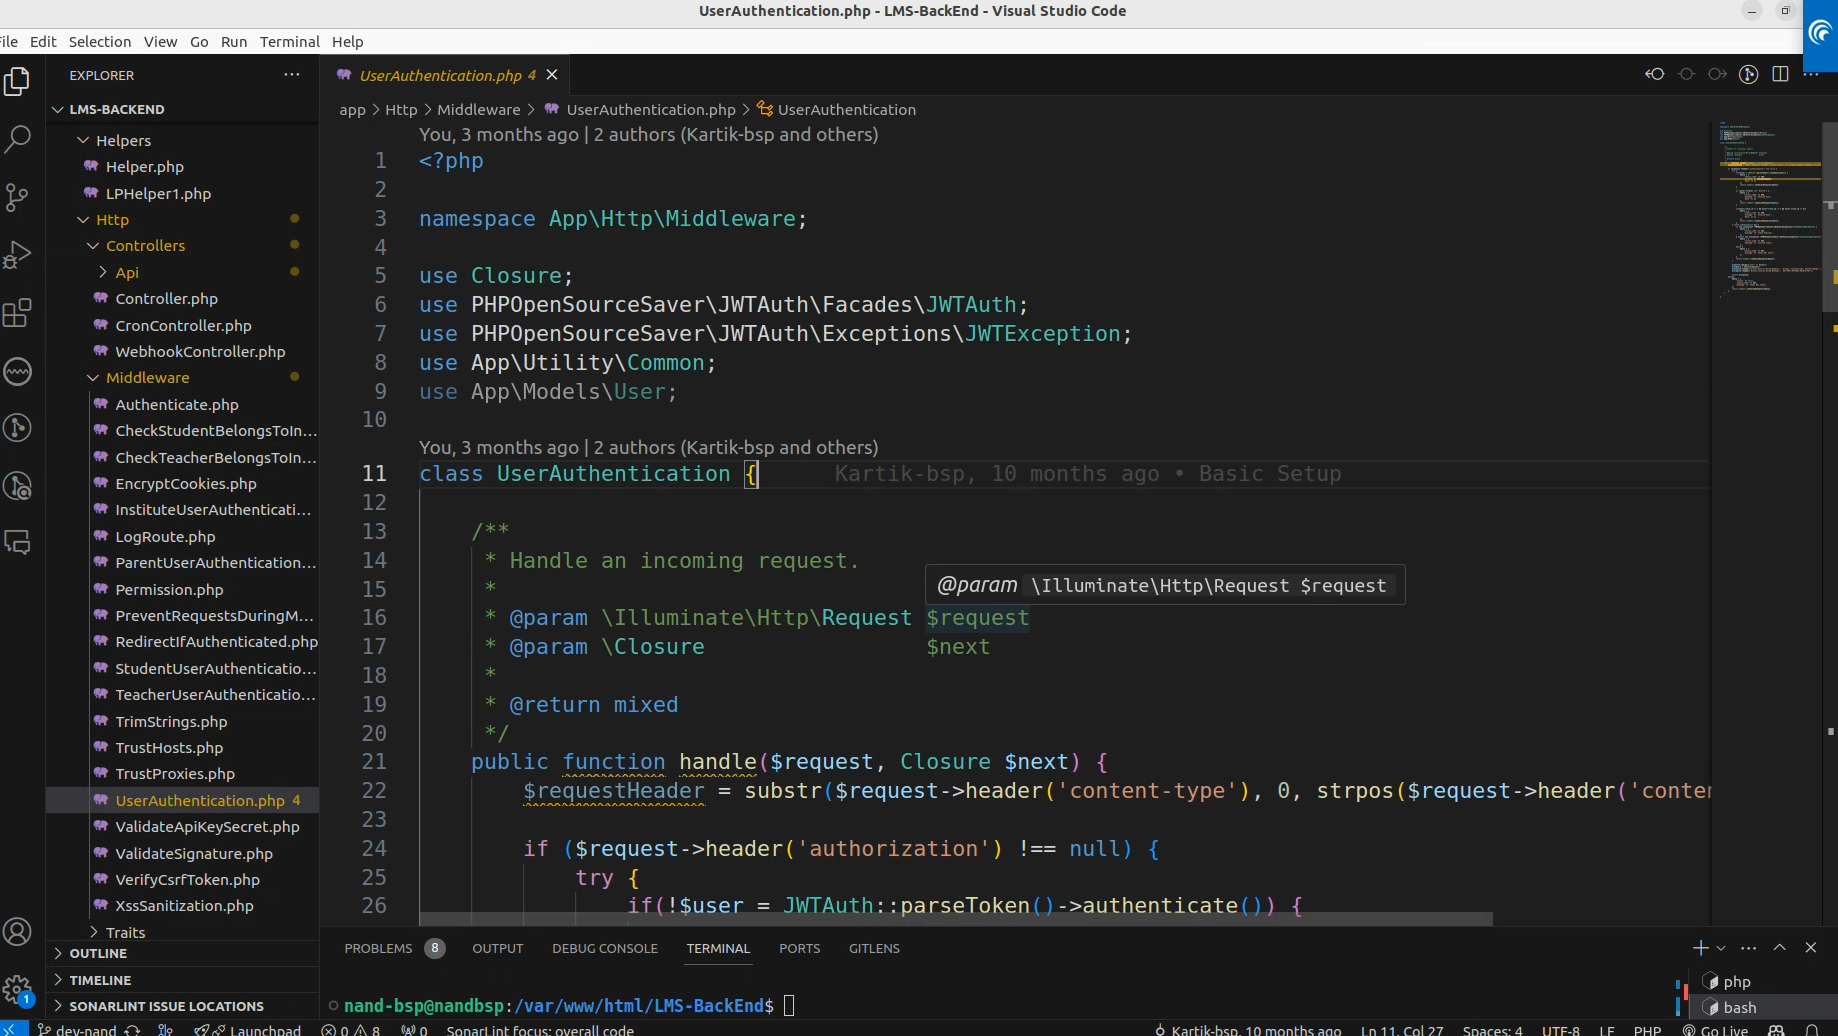 UserAuthentication.php - LMS-BackEnd - Visual Studio Code
File Edit Selection View Go Run Terminal Help
EXPLORER
LMS-BACKEND
Helpers
Helper.php
LPHelper1.php
Http
Controllers
Api
Controller.php
CronController.php
WebhookController.php
Middleware
Authenticate.php
CheckStudentBelongsToIn...
CheckTeacherBelongsToIn...
EncryptCookies.php
InstituteUserAuthenticati...
LogRoute.php
ParentUserAuthentication...
Permission.php
PreventRequestsDuringM...
RedirectIfAuthenticated.php
StudentUserAuthenticatio...
TeacherUserAuthenticatio...
TrimStrings.php
TrustHosts.php
TrustProxies.php
UserAuthentication.php 4
ValidateApiKeySecret.php
ValidateSignature.php
VerifyCsrfToken.php
XssSanitization.php
Traits
OUTLINE
TIMELINE
SONARLINT ISSUE LOCATIONS
UserAuthentication.php 4
app > Http > Middleware > UserAuthentication.php > UserAuthentication
You, 3 months ago | 2 authors (Kartik-bsp and others)
1 <?php
2
3 namespace App\Http\Middleware;
4
5 use Closure;
6 use PHPOpenSourceSaver\JWTAuth\Facades\JWTAuth;
7 use PHPOpenSourceSaver\JWTAuth\Exceptions\JWTException;
8 use App\Utility\Common;
9 use App\Models\User;
10
You, 3 months ago | 2 authors (Kartik-bsp and others)
11 class UserAuthentication { Kartik-bsp, 10 months ago • Basic Setup
12
13 /**
14 * Handle an incoming request.
15 *
@param \Illuminate\Http\Request $request
16 * @param \Illuminate\Http\Request $request
17 * @param \Closure $next
18 *
19 * @return mixed
20 */
21 public function handle($request, Closure $next) {
22 $requestHeader = substr($request->header('content-type'), 0, strpos($request->header('conten
23
24 if ($request->header('authorization') !== null) {
25 try {
26 if(!$user = JWTAuth::parseToken()->authenticate()) {
PROBLEMS 8 OUTPUT DEBUG CONSOLE TERMINAL PORTS GITLENS
nand-bsp@nandbsp:/var/www/html/LMS-BackEnd$
php
bash
1
dev-nand Launchpad 0 8 0 SonarLint focus: overall code Kartik-bsp, 10 months ago Ln 11, Col 27 Spaces: 4 UTF-8 LF PHP Go Live